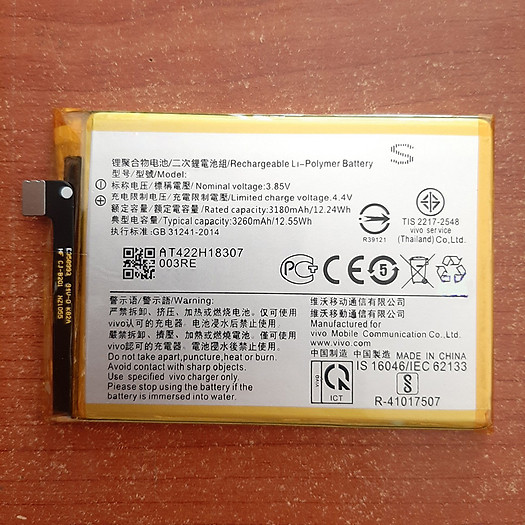 锂聚合物电池/二次鋰電池組/Rechargeable Li-Polymer Battery
型号/型號/Model:
标称电压/標稱電壓/Nominal voltage:3.85V
充电限制电压/充電限制電壓/Limited charge voltage: 4.4V
额定容量/額定電容量/Rated capacity:3180mAh/12.24Wh
典型容量/典型電容量/Typical capacity:3260mAh/12.55Wh
执行标准:GB 31241-2014
S
R39121
TIS 2217-2548
vivo service
(Thailand) Co.,Ltd.
AT422H18307
003RE
PC
CE
5
Li-ion
警示语/警示語/Warning:
严禁拆卸、挤压、加热或燃烧电池。仅可使用
vivo认可的充电器。电池浸水后禁止使用。
嚴禁拆卸、擠壓、加熱或燃燒電池。僅可使用
vivo認可的充電器。電池浸水後禁止使用。
Do not take apart,puncture,heat or burn.
Avoid contact with sharp objects.
Use specified vivo charger only.
Stop using the battery if the battery
is immersed into water.
维沃移动通信有限公司
維沃移動通信有限公司
Manufactured for
vivo Mobile Communication Co.,Ltd.
中国制造 中國製造 MADE IN CHINA
IS 16046/IEC 62133
vivo
ICT
R-41017507